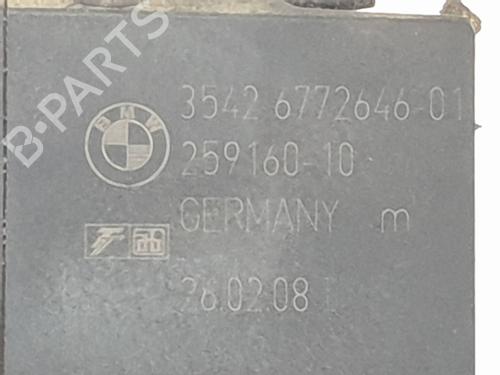 B-PARTS
BMW
3542 6772646-01
259160-10
GERMANY m
26.02.08